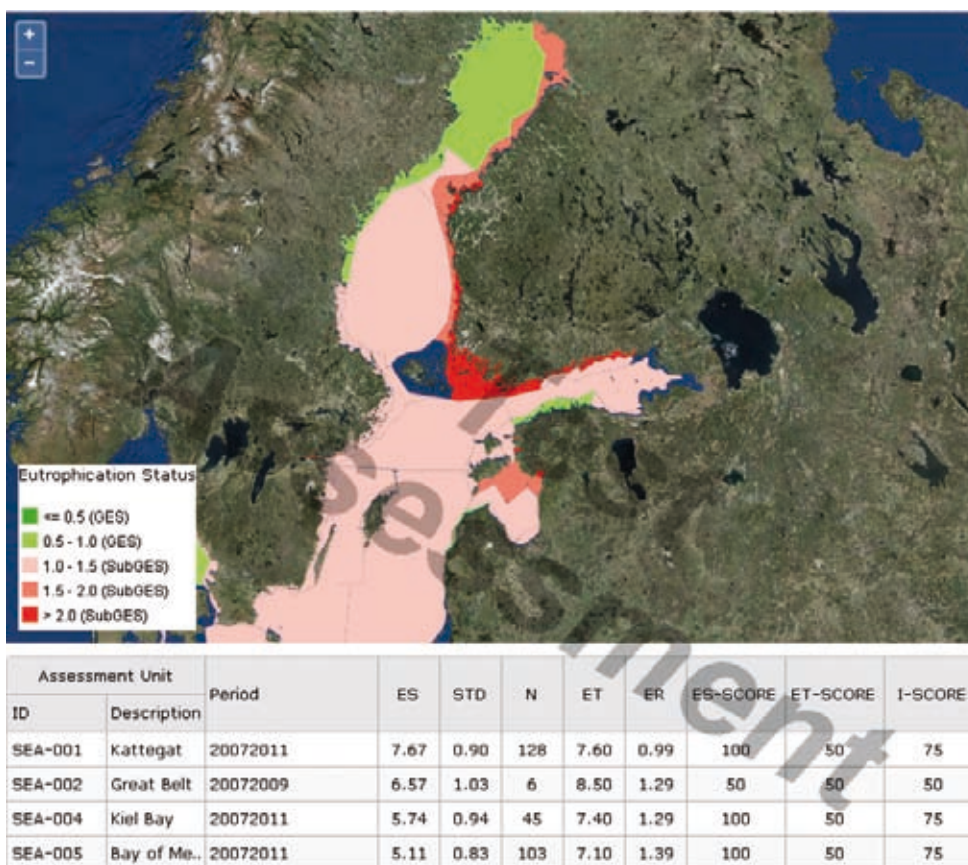 +
−
Eutrophication Status
<= 0.5 (GES)
0.5 - 1.0 (GES)
1.0 - 1.5 (SubGES)
1.5 - 2.0 (SubGES)
> 2.0 (SubGES)
Assessment Unit
Period ES STD N ET ER ES-SCORE ET-SCORE I-SCORE
ID Description
SEA-001 Kattegat 20072011 7.67 0.90 128 7.60 0.99 100 50 75
SEA-002 Great Belt 20072009 6.57 1.03 6 8.50 1.29 50 50 50
SEA-004 Kiel Bay 20072011 5.74 0.94 45 7.40 1.29 100 50 75
SEA-005 Bay of Me.. 20072011 5.11 0.83 103 7.10 1.39 100 50 75